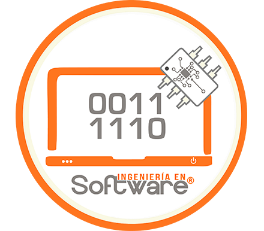 0011
1110
INGENIERÍA EN
Software®